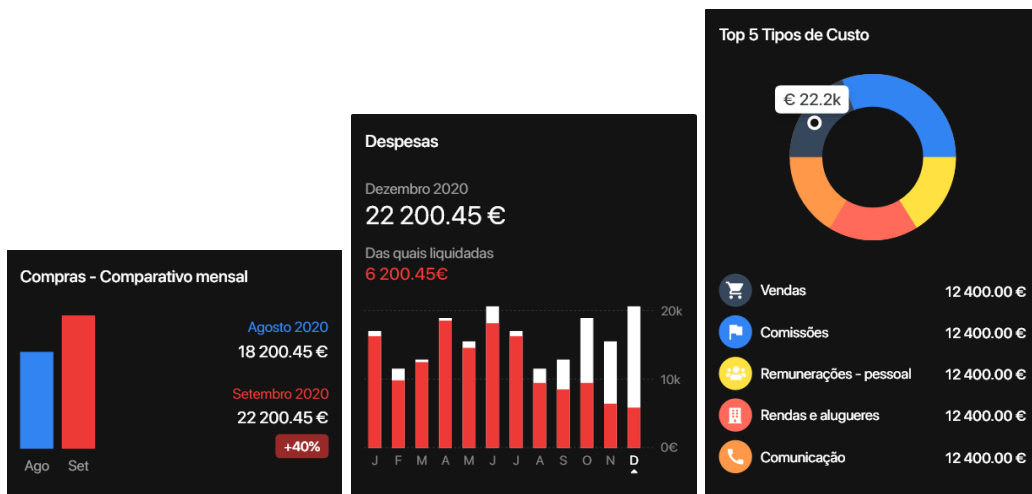 Compras - Comparativo mensal
Agosto 2020
18 200.45 €
Setembro 2020
22 200.45 €
+40%
Ago Set
Despesas
Dezembro 2020
22 200.45 €
Das quais liquidadas
6 200.45€
20k
10k
0€
J F M A M J J A S O N D
Top 5 Tipos de Custo
€ 22.2k
Vendas 12 400.00 €
Comissões 12 400.00 €
Remunerações - pessoal 12 400.00 €
Rendas e alugueres 12 400.00 €
Comunicação 12 400.00 €